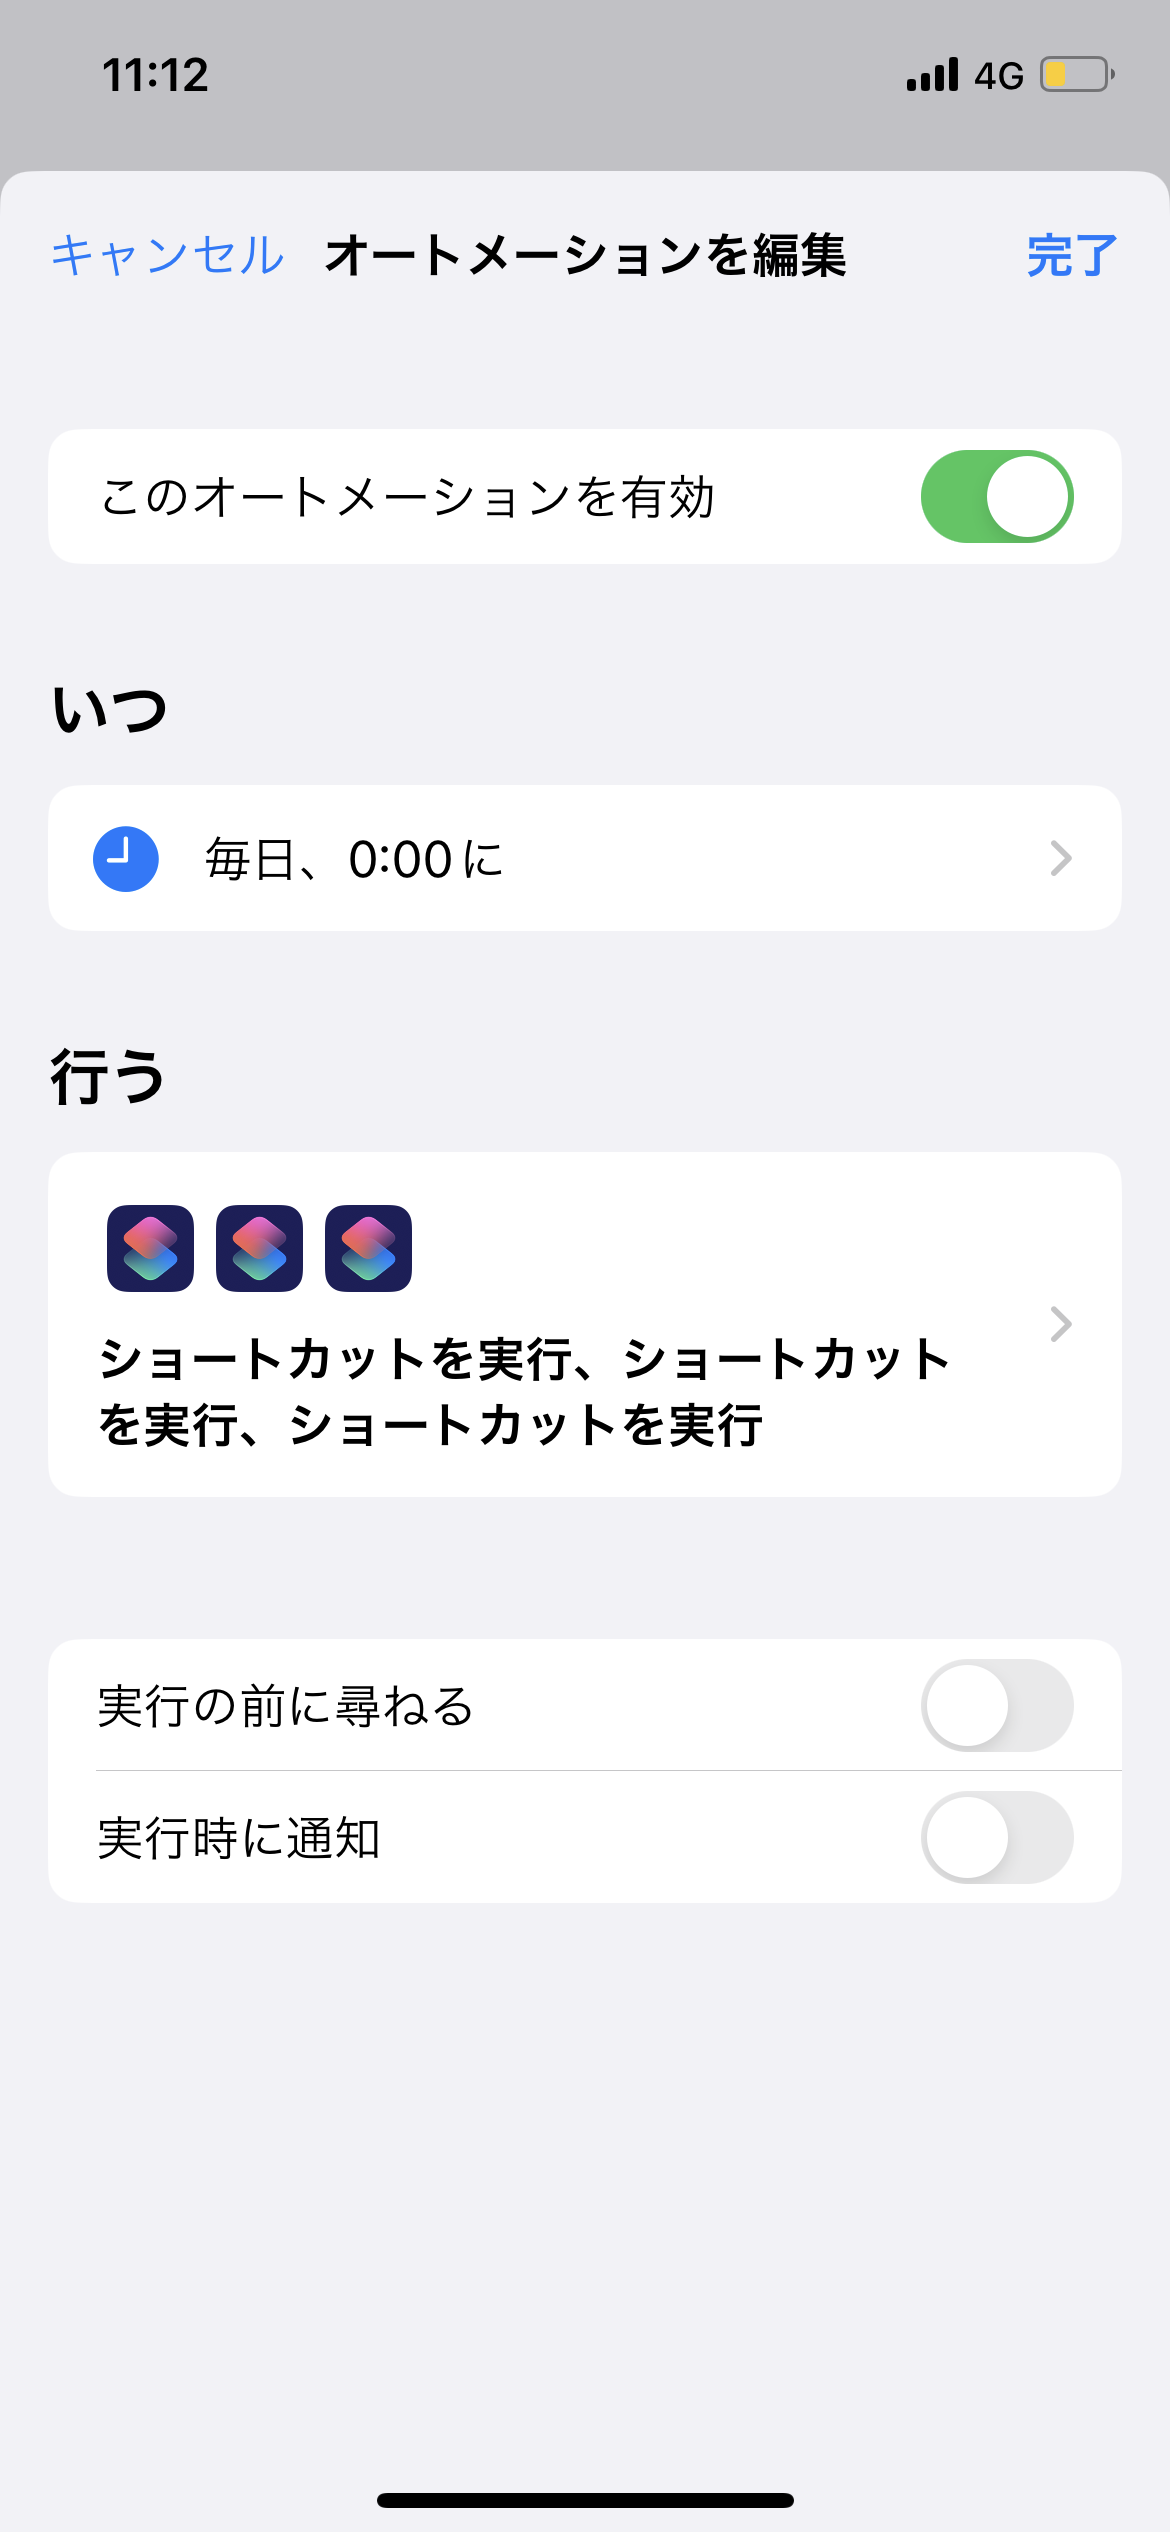 11:12
4G
キャンセル オートメーションを編集 完了
このオートメーションを有効
いつ
毎日、0:00に
行う
ショートカットを実行、ショートカット
を実行、ショートカットを実行
実行の前に尋ねる
実行時に通知